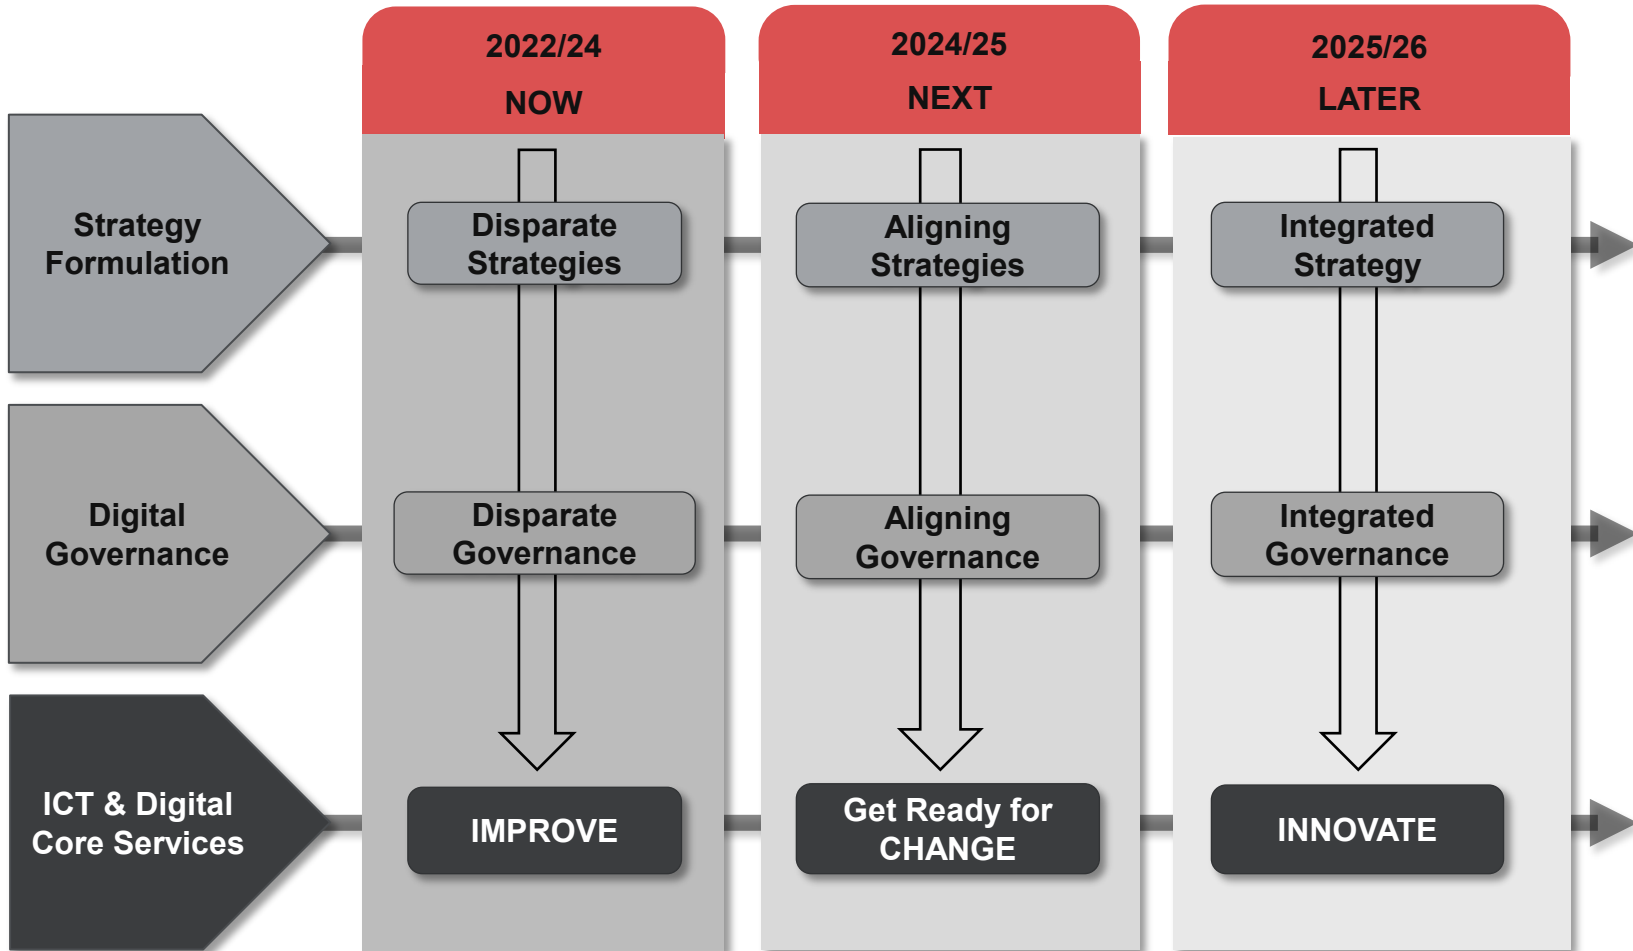 2022/24
NOW
2024/25
NEXT
2025/26
LATER
Strategy
Formulation
Disparate
Strategies
Aligning
Strategies
Integrated
Strategy
Digital
Governance
Disparate
Governance
Aligning
Governance
Integrated
Governance
ICT & Digital
Core Services
IMPROVE
Get Ready for
CHANGE
INNOVATE